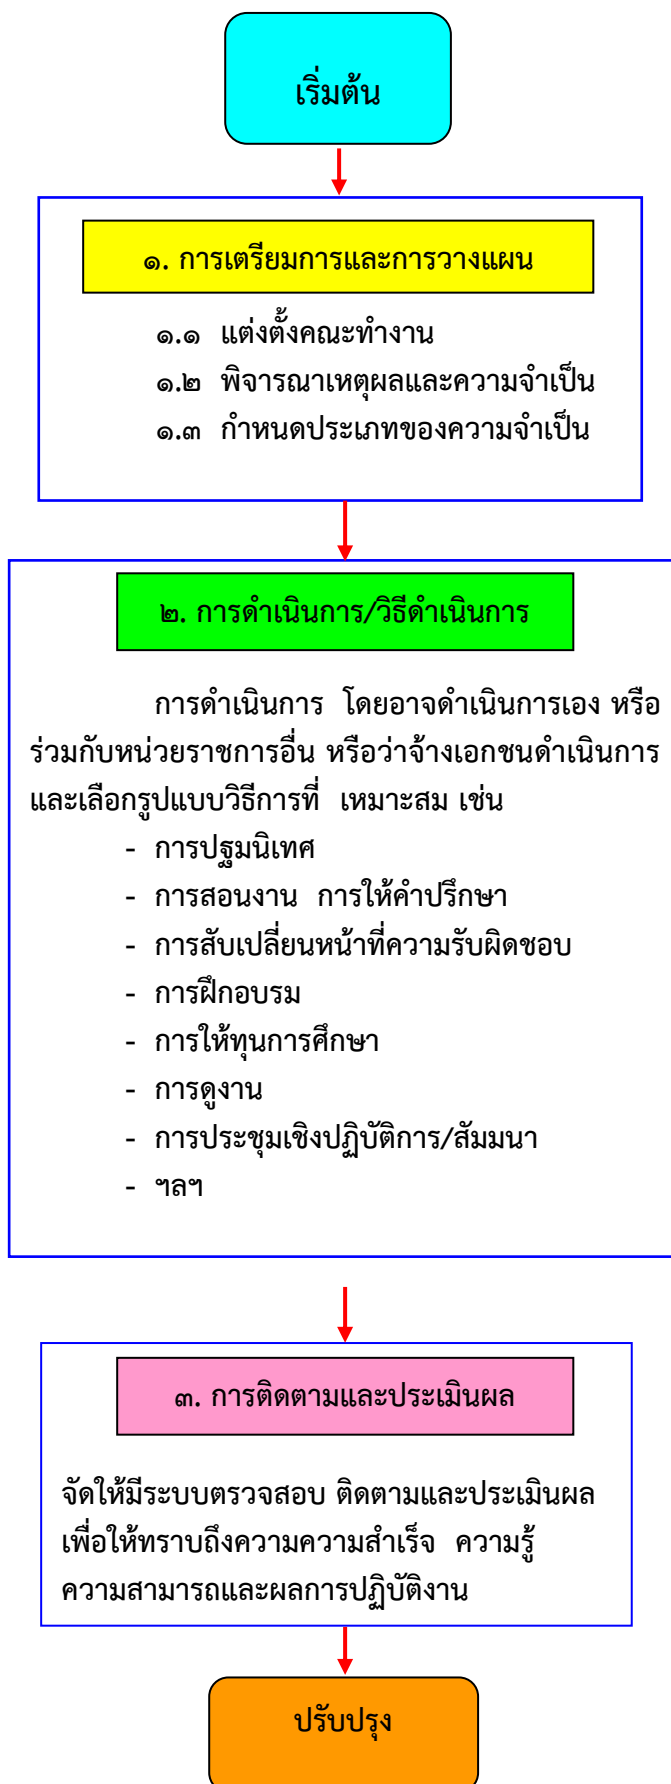 เริ่มต้น
๑. การเตรียมการและการวางแผน
๑.๑ แต่งตั้งคณะทำงาน
๑.๒ พิจารณาเหตุผลและความจำเป็น
๑.๓ กำหนดประเภทของความจำเป็น
๒. การดำเนินการ/วิธีดำเนินการ
การดำเนินการ โดยอาจดำเนินการเอง หรือ
ร่วมกับหน่วยราชการอื่น หรือว่าจ้างเอกชนดำเนินการ
และเลือกรูปแบบวิธีการที่ เหมาะสม เช่น
- การปฐมนิเทศ
- การสอนงาน การให้คำปรึกษา
- การสับเปลี่ยนหน้าที่ความรับผิดชอบ
- การฝึกอบรม
- การให้ทุนการศึกษา
- การดูงาน
- การประชุมเชิงปฏิบัติการ/สัมมนา
- ฯลฯ
๓. การติดตามและประเมินผล
จัดให้มีระบบตรวจสอบ ติดตามและประเมินผล
เพื่อให้ทราบถึงความความสำเร็จ ความรู้
ความสามารถและผลการปฏิบัติงาน
ปรับปรุง